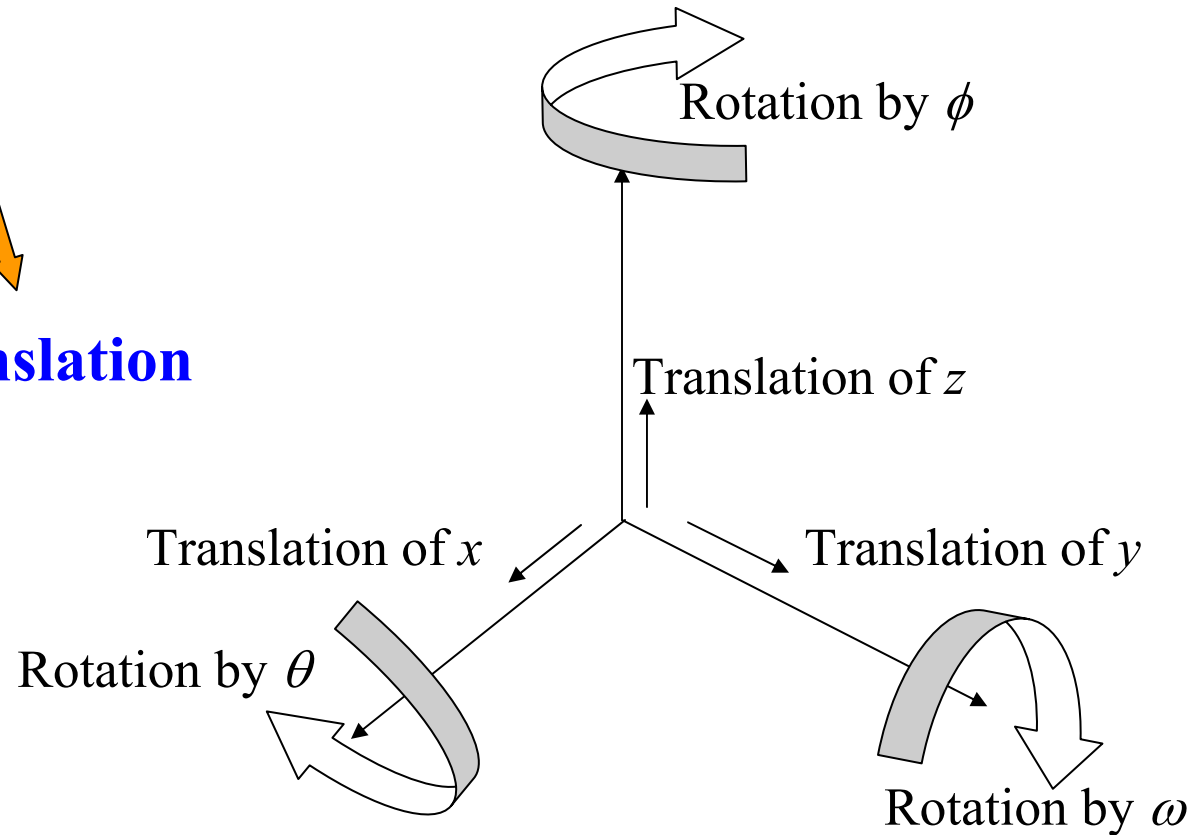 Rotation by ϕ
nslation
Translation of z
Translation of x
Translation of y
Rotation by θ
Rotation by ω